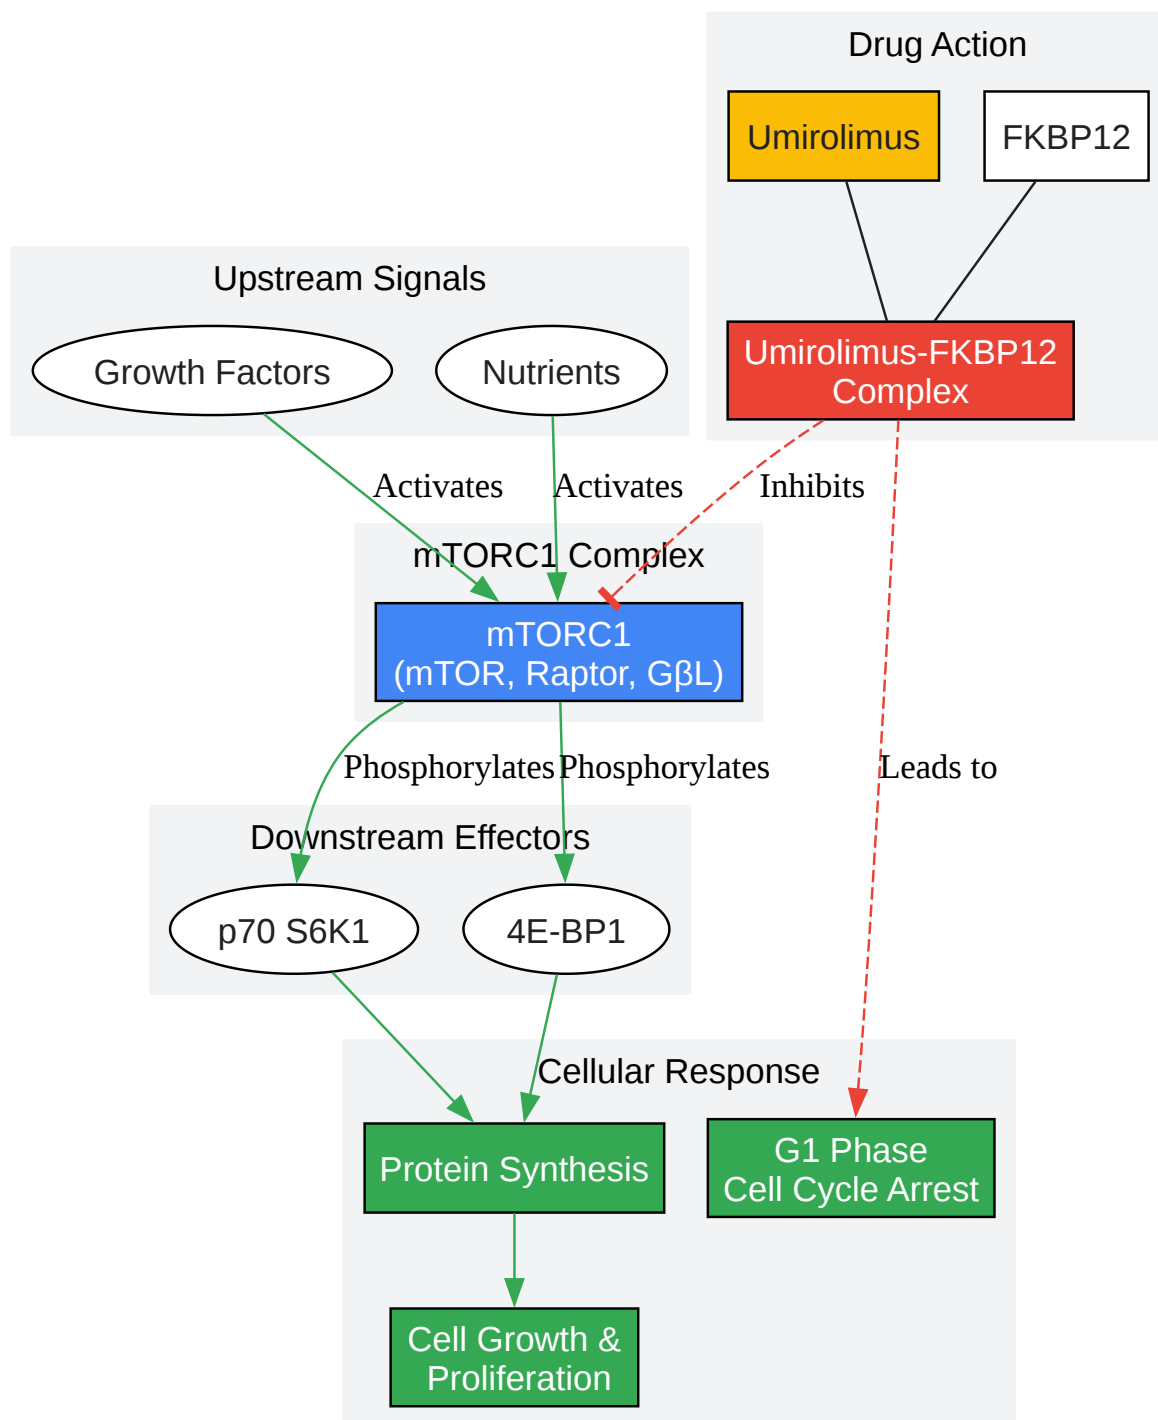 Drug Action
Umirolimus
FKBP12
Upstream Signals
Growth Factors
Nutrients
Umirolimus-FKBP12
Complex
Activates
Activates
Inhibits
mTORC1 Complex
mTORC1
(mTOR, Raptor, GβL)
Phosphorylates
Phosphorylates
Leads to
Downstream Effectors
p70 S6K1
4E-BP1
Cellular Response
Protein Synthesis
G1 Phase
Cell Cycle Arrest
Cell Growth &
Proliferation